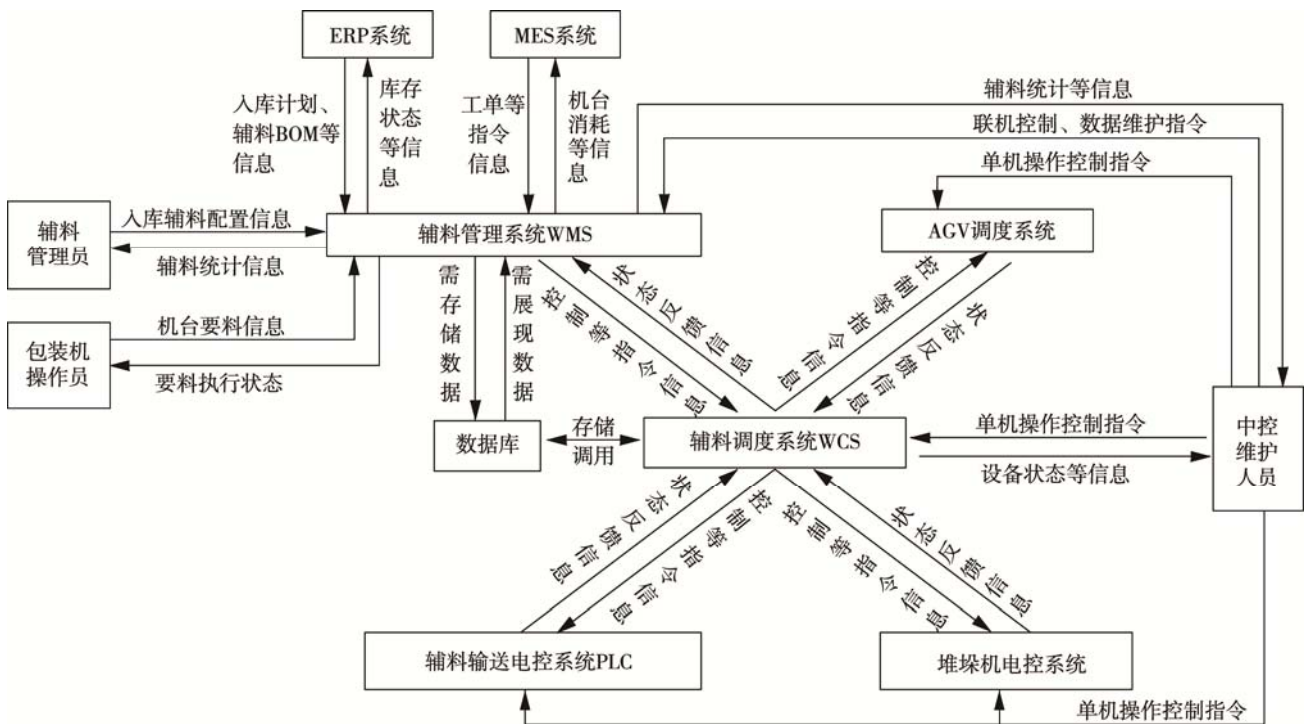 ERP系统
MES系统
入库计划、
辅料BOM等
信息
库存
状态
等信
息
工单等
指令
信息
机台
消耗
等信
息
辅料统计等信息
联机控制、数据维护指令
单机操作控制指令
辅料
管理员
入库辅料配置信息
辅料统计信息
辅料管理系统WMS
AGV调度系统
包装机
操作员
机台要料信息
要料执行状态
需存储数据
需展现数据
控制等指令信息
状态反馈信息
控制等指令信息
状态反馈信息
数据库
存储
调用
辅料调度系统WCS
单机操作控制指令
设备状态等信息
中控
维护
人员
状态反馈信息
控制等指令信息
控制等指令信息
状态反馈信息
辅料输送电控系统PLC
堆垛机电控系统
单机操作控制指令